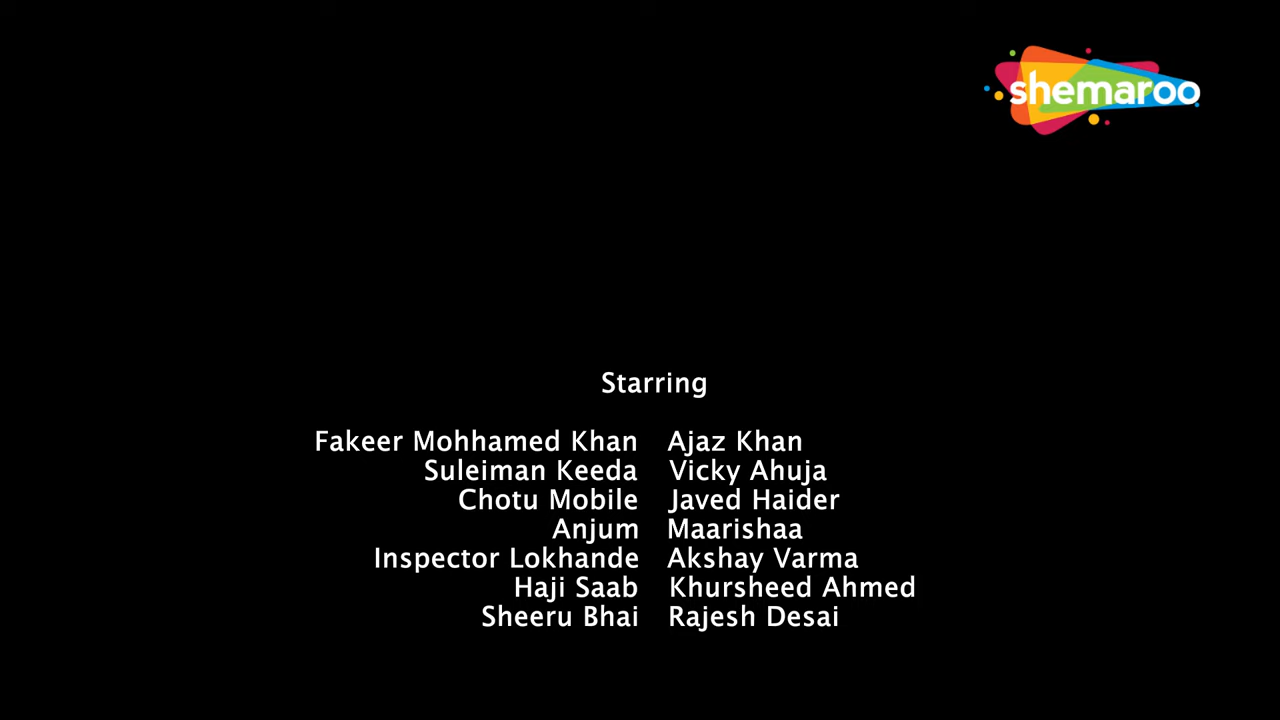 shemaroo
Starring
Fakeer Mohhamed Khan Ajaz Khan
Suleiman Keeda Vicky Ahuja
Chotu Mobile Javed Haider
Anjum Maarishaa
Inspector Lokhande Akshay Varma
Haji Saab Khursheed Ahmed
Sheeru Bhai Rajesh Desai